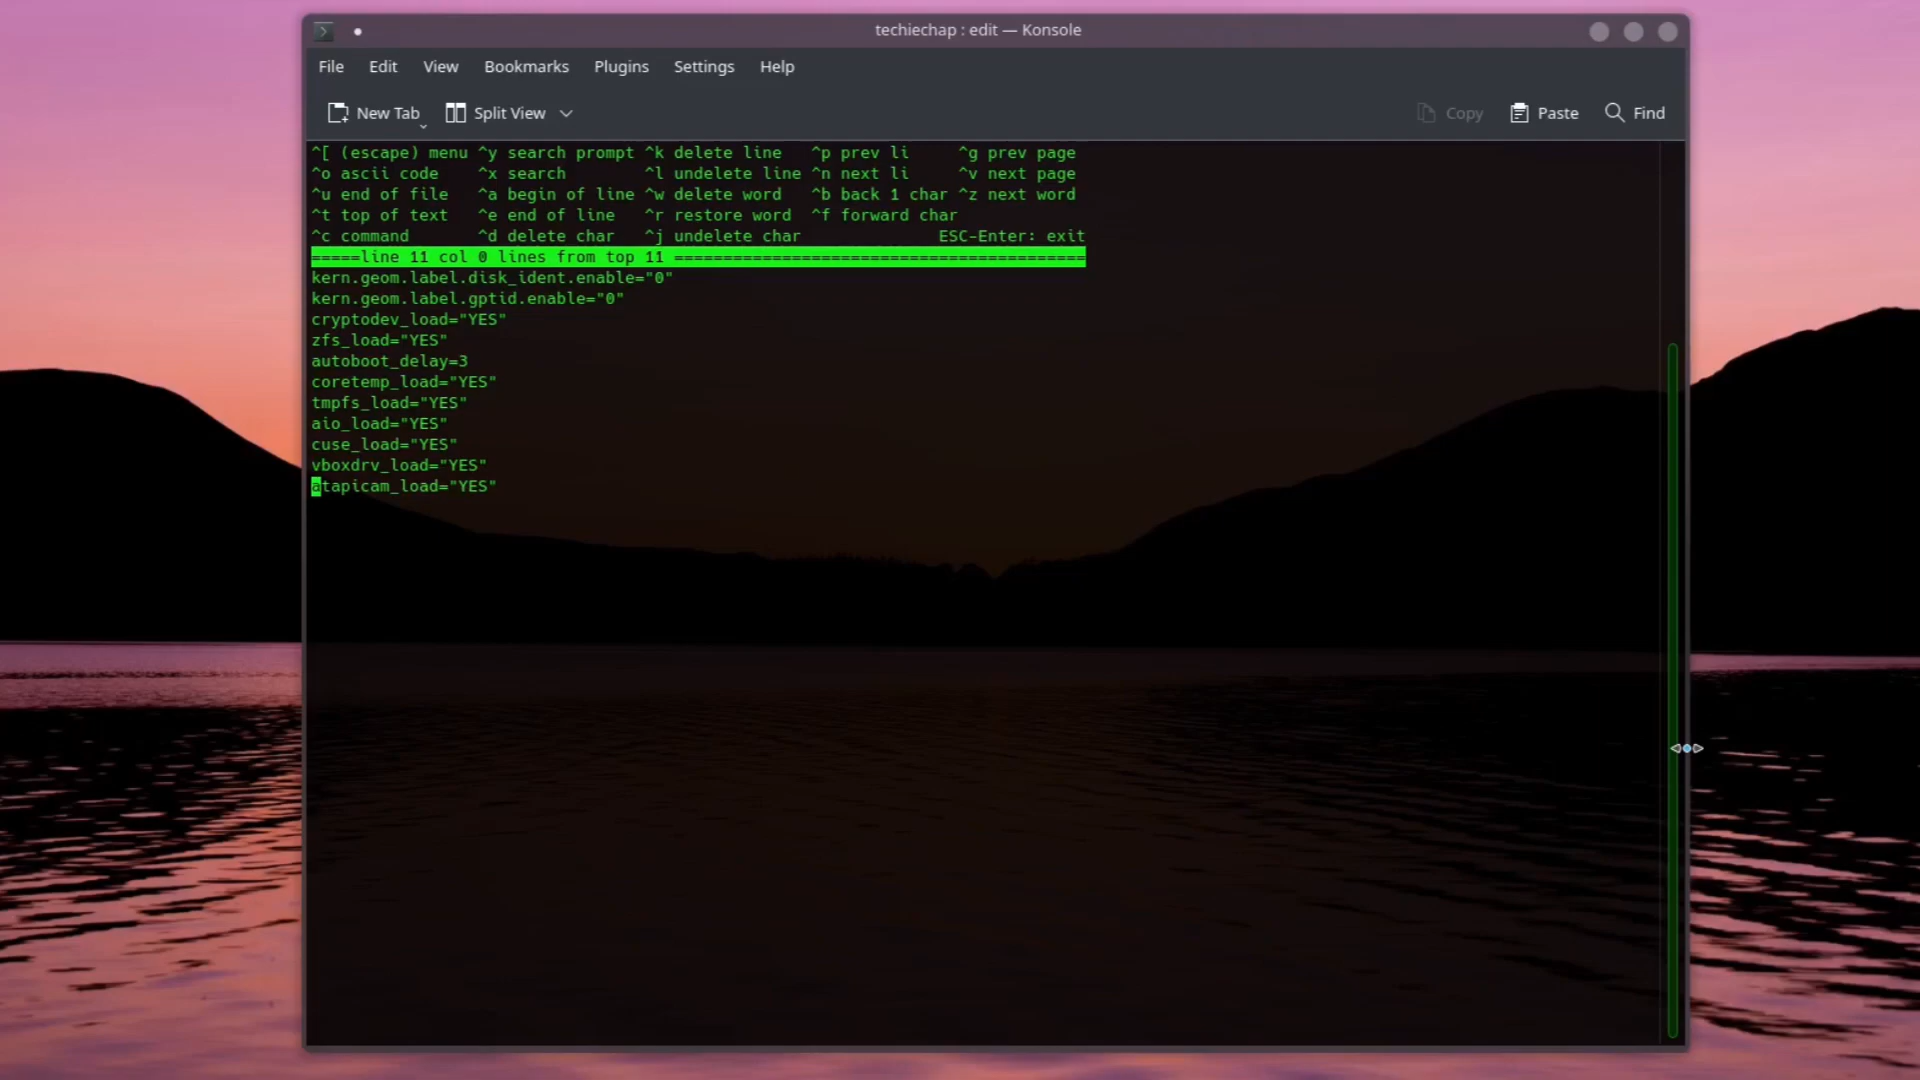 techiechap : edit — Konsole
File Edit View Bookmarks Plugins Settings Help
New Tab Split View Copy Paste Find
^[ (escape) menu ^y search prompt ^k delete line ^p prev li ^g prev page
^o ascii code ^x search ^l undelete line ^n next li ^v next page
^u end of file ^a begin of line ^w delete word ^b back 1 char ^z next word
^t top of text ^e end of line ^r restore word ^f forward char
^c command ^d delete char ^j undelete char ESC-Enter: exit
=====line 11 col 0 lines from top 11 ==========================================
kern.geom.label.disk_ident.enable="0"
kern.geom.label.gptid.enable="0"
cryptodev_load="YES"
zfs_load="YES"
autoboot_delay=3
coretemp_load="YES"
tmpfs_load="YES"
aio_load="YES"
cuse_load="YES"
vboxdrv_load="YES"
atapicam_load="YES"